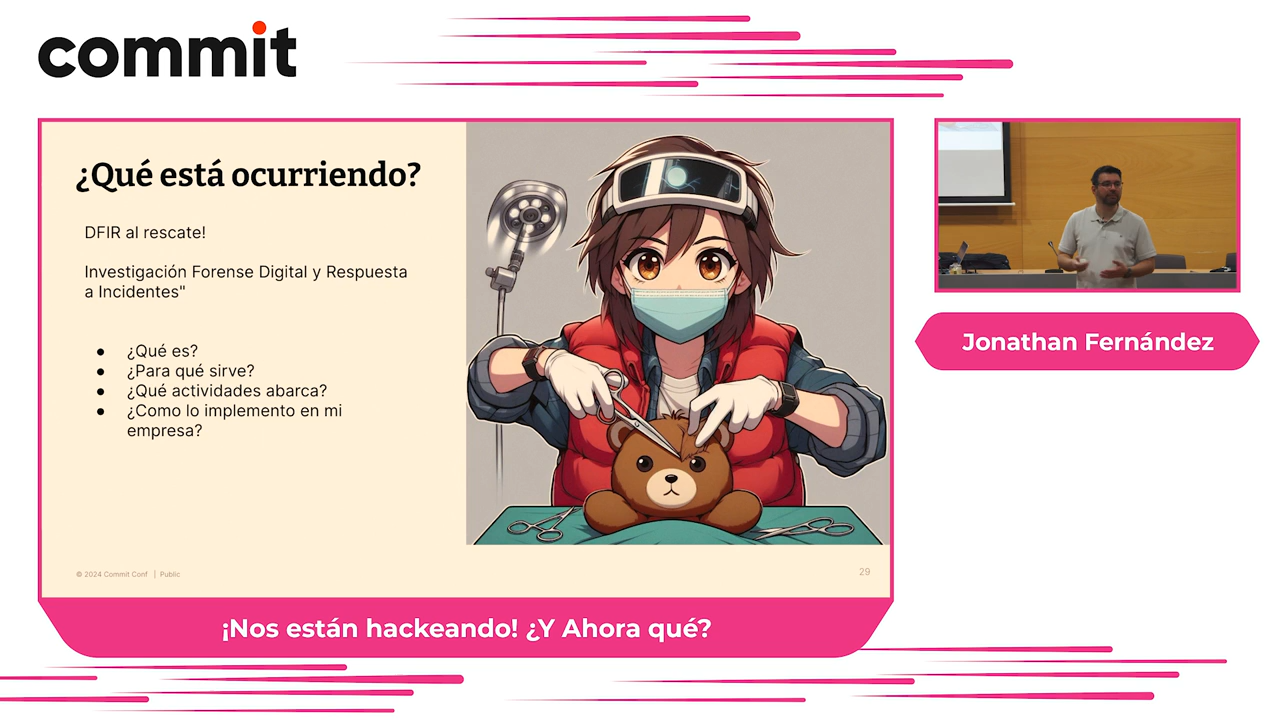 commit
¿Qué está ocurriendo?
DFIR al rescate!
Investigación Forense Digital y Respuesta
a Incidentes"
● ¿Qué es?
● ¿Para qué sirve?
● ¿Qué actividades abarca?
● ¿Como lo implemento en mi
empresa?
© 2024 Commit Conf | Public
29
Jonathan Fernández
¡Nos están hackeando! ¿Y Ahora qué?